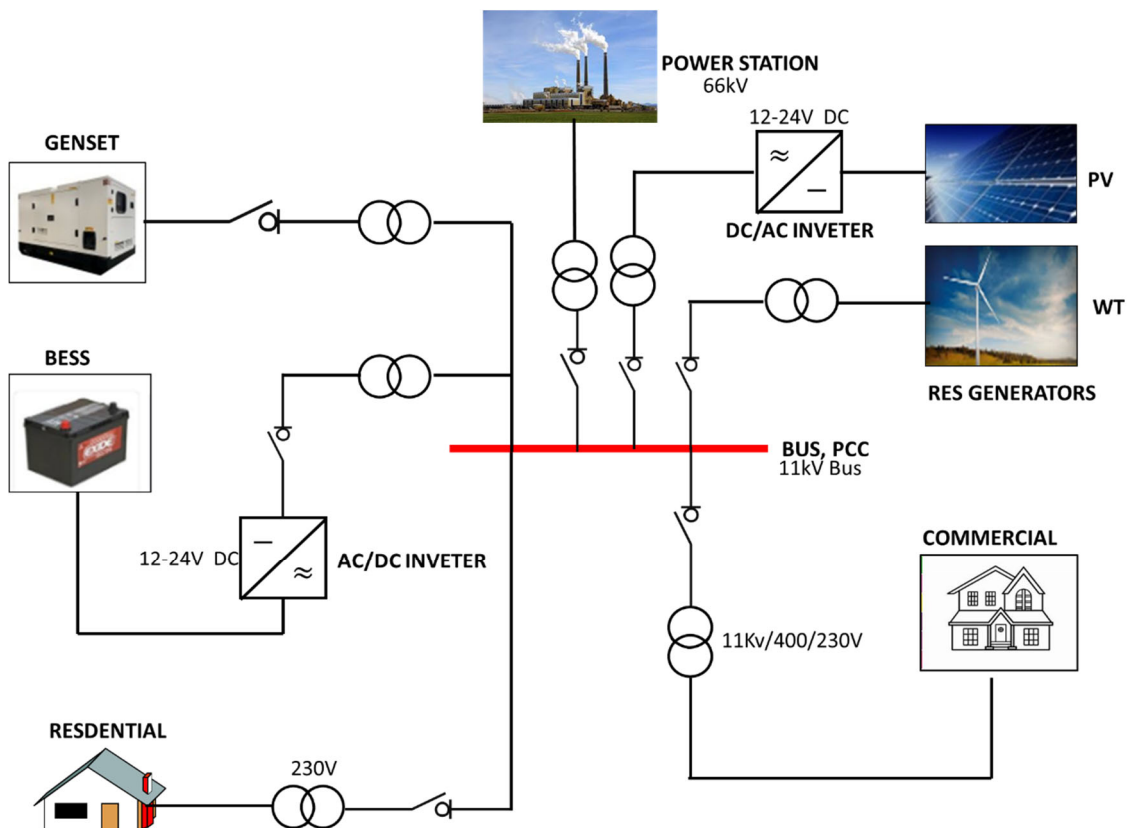 POWER STATION
66kV
12-24V  DC
GENSET
PV
DC/AC INVETER
WT
BESS
EXIDE
RES GENERATORS
BUS, PCC
11kV Bus
12-24V  DC
AC/DC INVETER
COMMERCIAL
11Kv/400/230V
RESDENTIAL
230V